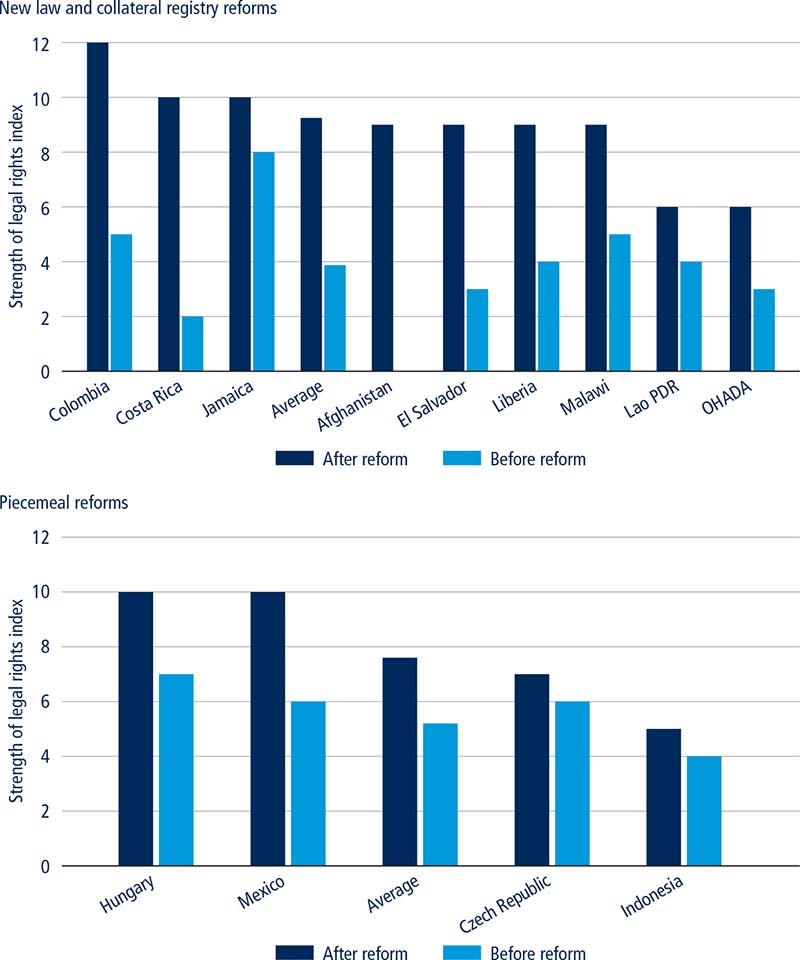 New law and collateral registry reforms
Strength of legal rights index
12
10
8
6
4
2
0
Colombia
Costa Rica
Jamaica
Average
Afghanistan
El Salvador
Liberia
Malawi
Lao PDR
OHADA
After reform
Before reform
Piecemeal reforms
Strength of legal rights index
12
10
8
6
4
2
0
Hungary
Mexico
Average
Czech Republic
Indonesia
After reform
Before reform